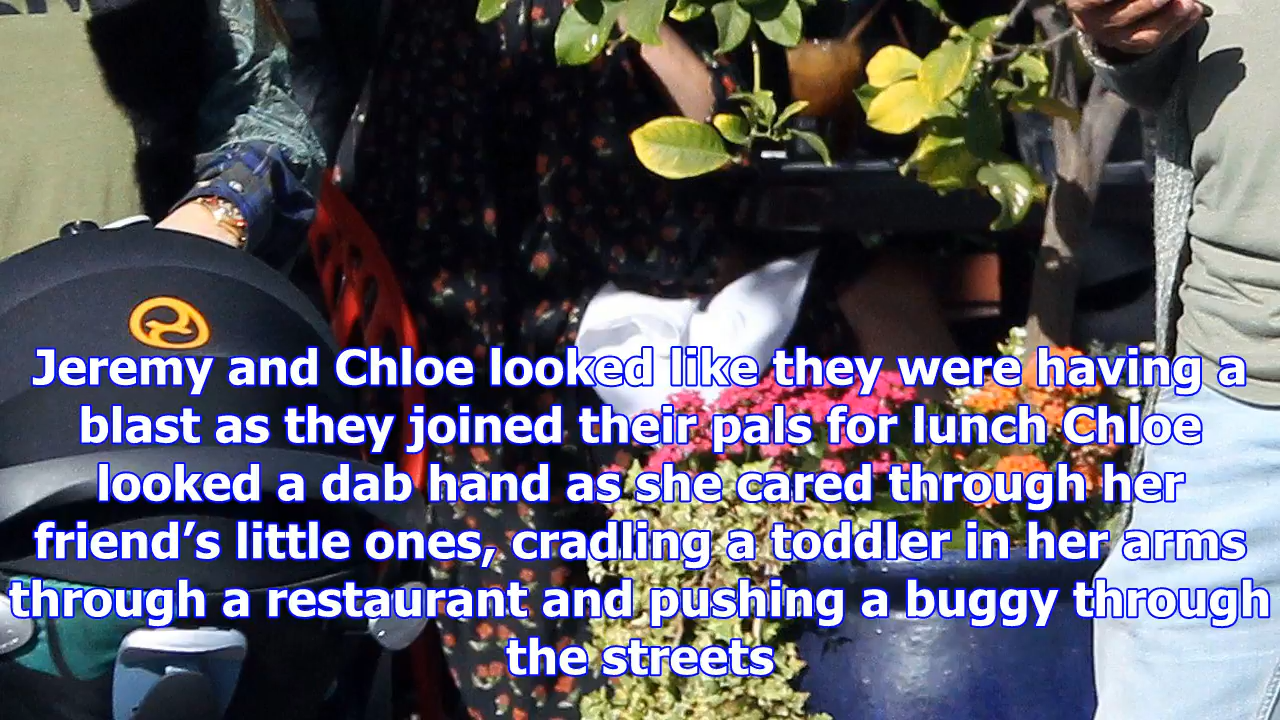 Jeremy and Chloe looked like they were having a
blast as they joined their pals for lunch Chloe
looked a dab hand as she cared through her
friend’s little ones, cradling a toddler in her arms
through a restaurant and pushing a buggy through
the streets